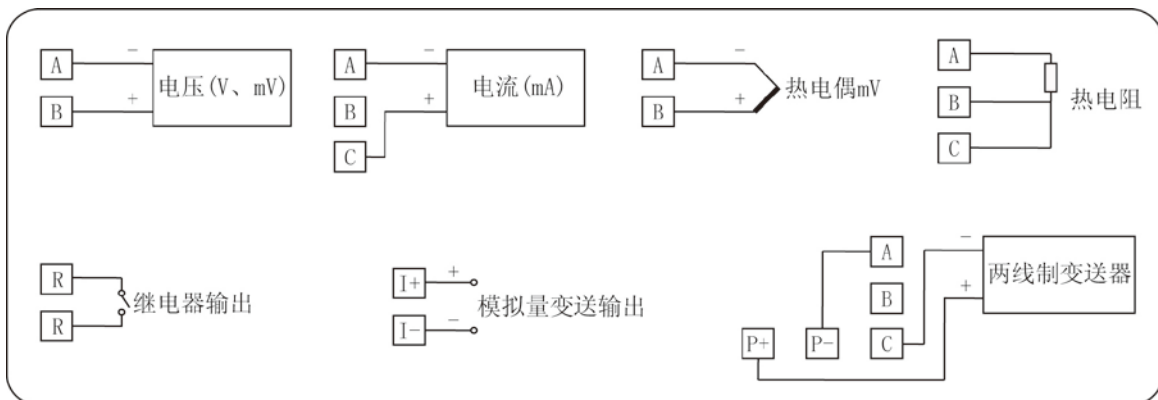 A - 电压(V、mV)
B +
A - 电流(mA)
B +
C
A - 热电偶mV
B +
A
B 热电阻
C
R
继电器输出
R
I+ +
模拟量变送输出
I- -
A - 两线制变送器
B +
P+ P- C